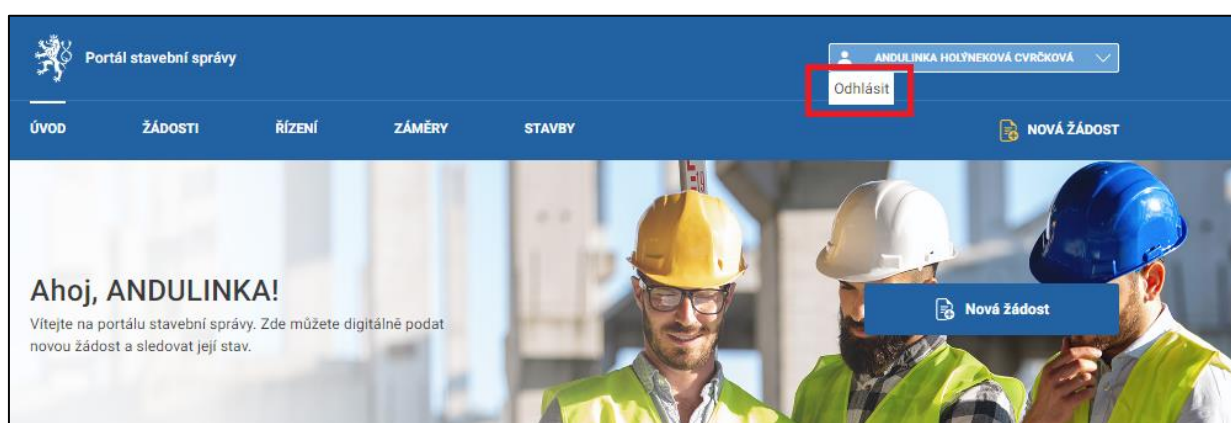 Portál stavební správy
ANDULINKA HOLÝNEKOVÁ CVRČKOVÁ
Odhlásit
ÚVOD ŽÁDOSTI ŘÍZENÍ ZÁMĚRY STAVBY NOVÁ ŽÁDOST
Ahoj, ANDULINKA!
Vítejte na portálu stavební správy. Zde můžete digitálně podat
novou žádost a sledovat její stav.
Nová žádost